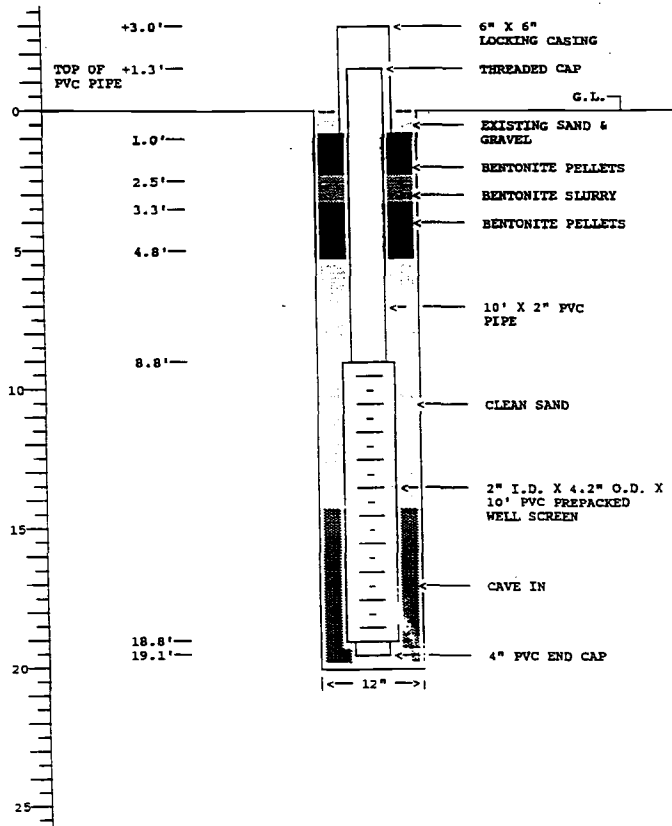 +3.0'
6" X 6"
LOCKING CASING
TOP OF +1.3'
PVC PIPE
THREADED CAP
G.L.
0
EXISTING SAND &
GRAVEL
1.0'
BENTONITE PELLETS
2.5'
BENTONITE SLURRY
3.3'
BENTONITE PELLETS
4.8'
5
10' X 2" PVC
PIPE
8.8'
10
CLEAN SAND
2" I.D. X 4.2" O.D. X
10' PVC PREPACKED
WELL SCREEN
15
CAVE IN
18.8'
19.1'
4" PVC END CAP
20
12"
25